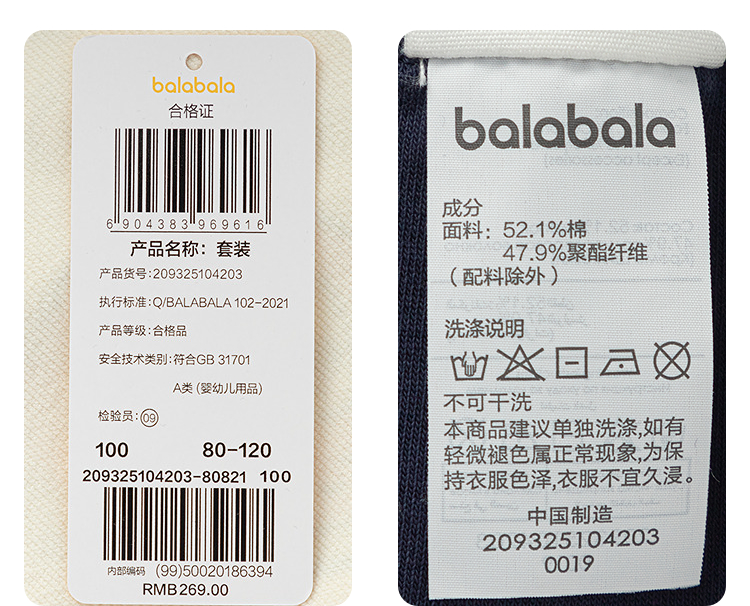 balabala
合格证
6 904383 969616
产品名称：套装
产品货号:209325104203
执行标准:Q/BALABALA 102-2021
产品等级:合格品
安全技术类别:符合GB 31701
A类 (婴幼儿用品)
检验员: 09
100 80-120
209325104203-80821 100
内部编码 (99)50020186394
RMB269.00
balabala
成分
面料： 52.1%棉
47.9%聚酯纤维
（配料除外）
洗涤说明
不可干洗
本商品建议单独洗涤,如有
轻微褪色属正常现象,为保
持衣服色泽,衣服不宜久浸。
中国制造
209325104203
0019